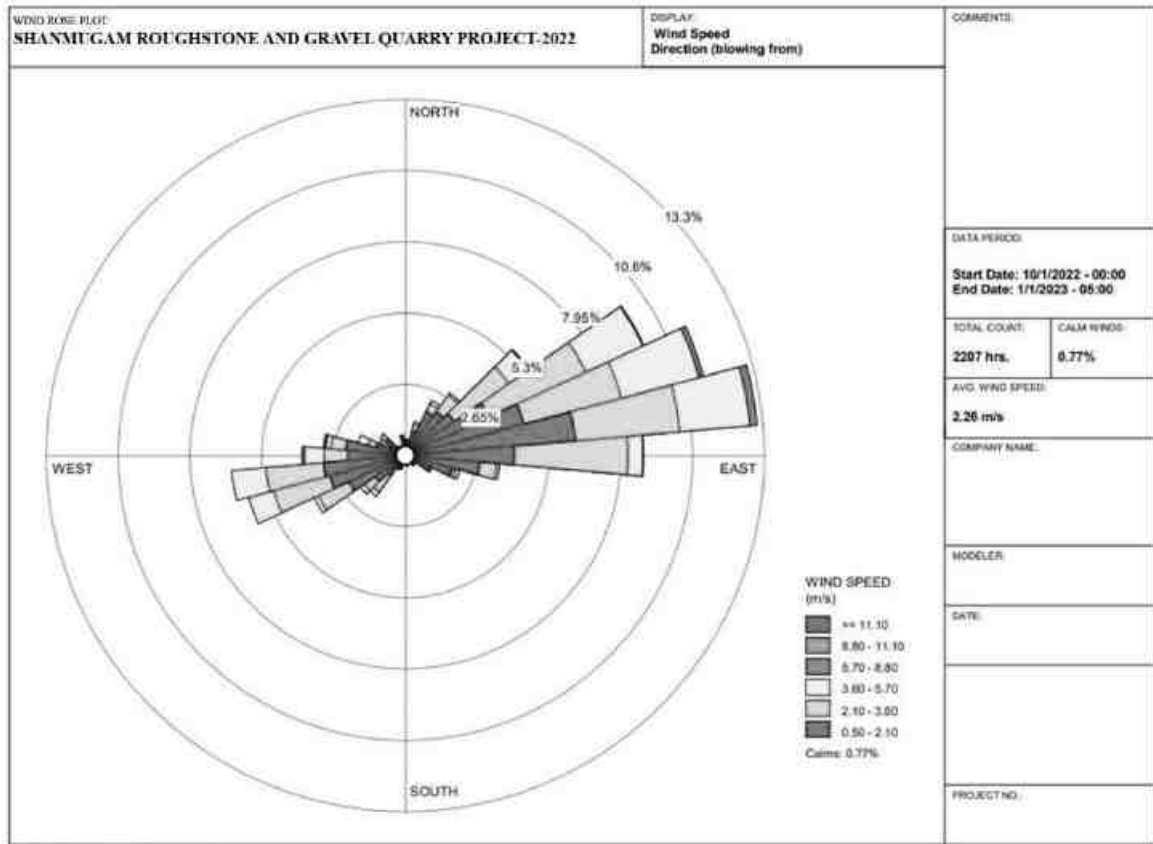 WIND ROSE PLOT:
SHANMUGAM ROUGHSTONE AND GRAVEL QUARRY PROJECT-2022
DISPLAY:
Wind Speed
Direction (blowing from)
COMMENTS:
NORTH
13.3%
10.6%
7.95%
5.3%
2.65%
WEST
EAST
SOUTH
WIND SPEED
(m/s)
>= 11.10
8.80 - 11.10
5.70 - 8.80
3.60 - 5.70
2.10 - 3.60
0.50 - 2.10
Calms: 0.77%
DATA PERIOD:
Start Date: 10/1/2022 - 00:00
End Date: 1/1/2023 - 05:00
TOTAL COUNT:
2207 hrs.
CALM WINDS:
0.77%
AVG. WIND SPEED:
2.26 m/s
COMPANY NAME:
MODELER:
DATE:
PROJECT NO.: